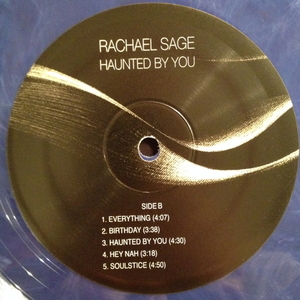 RACHAEL SAGE
HAUNTED BY YOU
SIDE B
1. EVERYTHING (4:07)
2. BIRTHDAY (3:38)
3. HAUNTED BY YOU (4:30)
4. HEY NAH (3:18)
5. SOULSTICE (4:50)